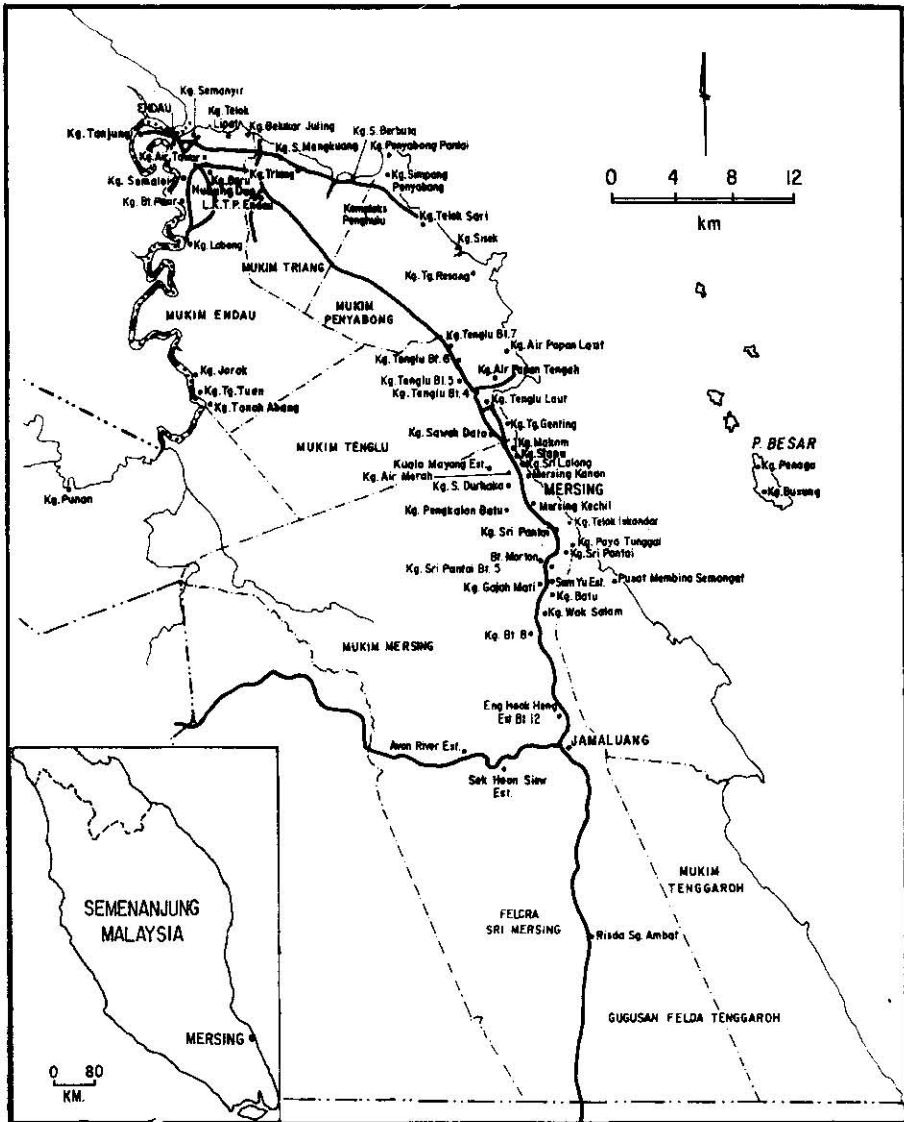 Kg. Semanyir
ENDAU
Kg. Telok
Lipat
Kg. Belukar Juling
Kg. Tanjung
Kg. S. Berbuta
Kg. S. Mengkuang
Kg. Penyabong Pantai
Kg. Air Tawar
Kg. Triang
Kg. Simpang
Penyabang
Kg. Semaloi
Kg. Baru
L.K.T.P. Endau
Kompleks
Penghulu
Kg. Telok Sari
Kg. Labong
Kg. Sisek
MUKIM TRIANG
Kg. Tg. Resang
MUKIM
PENYABONG
MUKIM ENDAU
Kg. Tenglu Bt. 7
Kg. Air Papan Laut
Kg. Tenglu Bt. 6
Kg. Air Papan Tengah
Kg. Tenglu Bt. 5
Kg. Tenglu Bt. 4
Kg. Tenglu Laut
Kg. Jorak
Kg. Tg. Tuan
Kg. Tanah Abang
Kg. Tg. Genting
Kg. Sawah Dato
MUKIM TENGLU
Kg. Makam
Kg. Sri Lalong
Kuala Mayang Est.
Mersing Kanan
Kg. Air Merah
Kg. S. Durhaka
MERSING
Kg. Punan
Mersing Kechil
Kg. Pengkalan Batu
Kg. Telok Iskandar
Kg. Sri Pantai
Kg. Paya Tunggal
Kg. Sri Pantai
Bt. Morton
Kg. Sri Pantai Bt. 5
Kg. Gajah Mati
Sam Yu Est.
Pusat Membina Semangat
Kg. Batu
Kg. Wak Salam
Kg. Bt. 8
MUKIM MERSING
Eng Hoak Heng
Est Bt. 12
JAMALUANG
Avon River Est.
Sek Hoan Siew
Est.
MUKIM
TENGGAROH
FELCRA
SRI MERSING
Risda Sg. Ambat
GUGUSAN FELDA TENGGAROH
P. BESAR
Kg. Penaga
Kg. Busung
0 4 8 12
km
SEMENANJUNG
MALAYSIA
MERSING
0 80
KM.